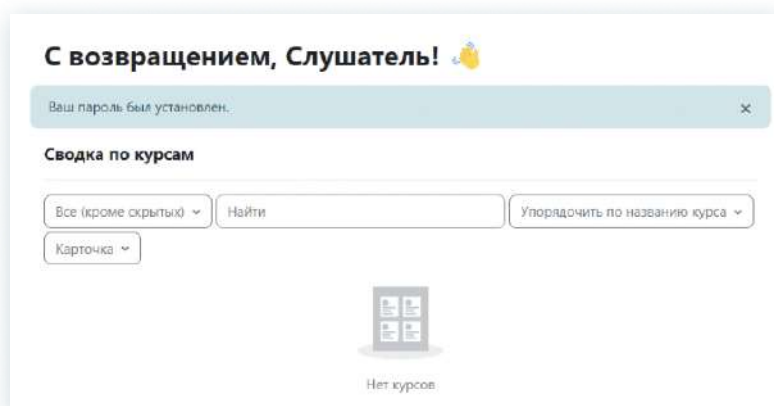 С возвращением, Слушатель! 👋
Ваш пароль был установлен. ×
Сводка по курсам
Все (кроме скрытых) Найти Упорядочить по названию курса
Карточка
Нет курсов